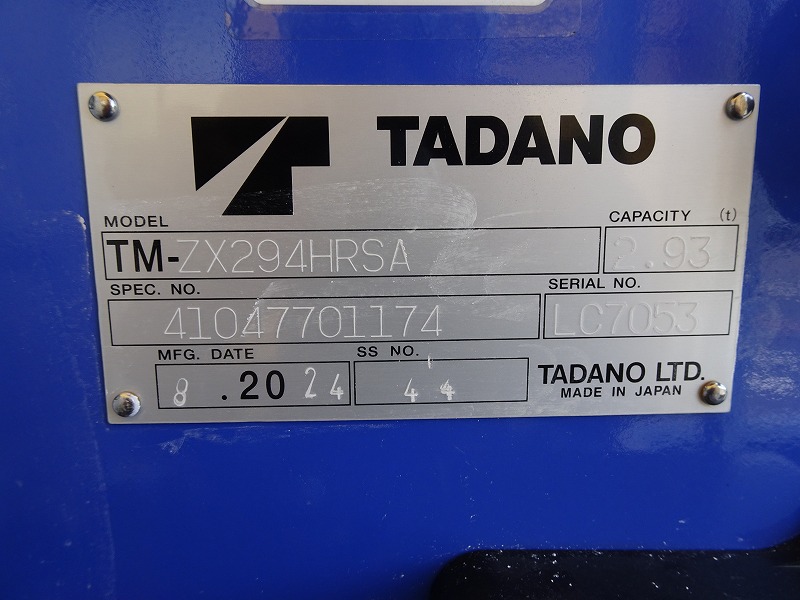 TADANO
MODEL CAPACITY (t)
TM-ZX294HRSA 2.93
SPEC. NO. SERIAL NO.
41047701174 LC7053
MFG. DATE SS NO.
8 .2024 44 TADANO LTD.
MADE IN JAPAN